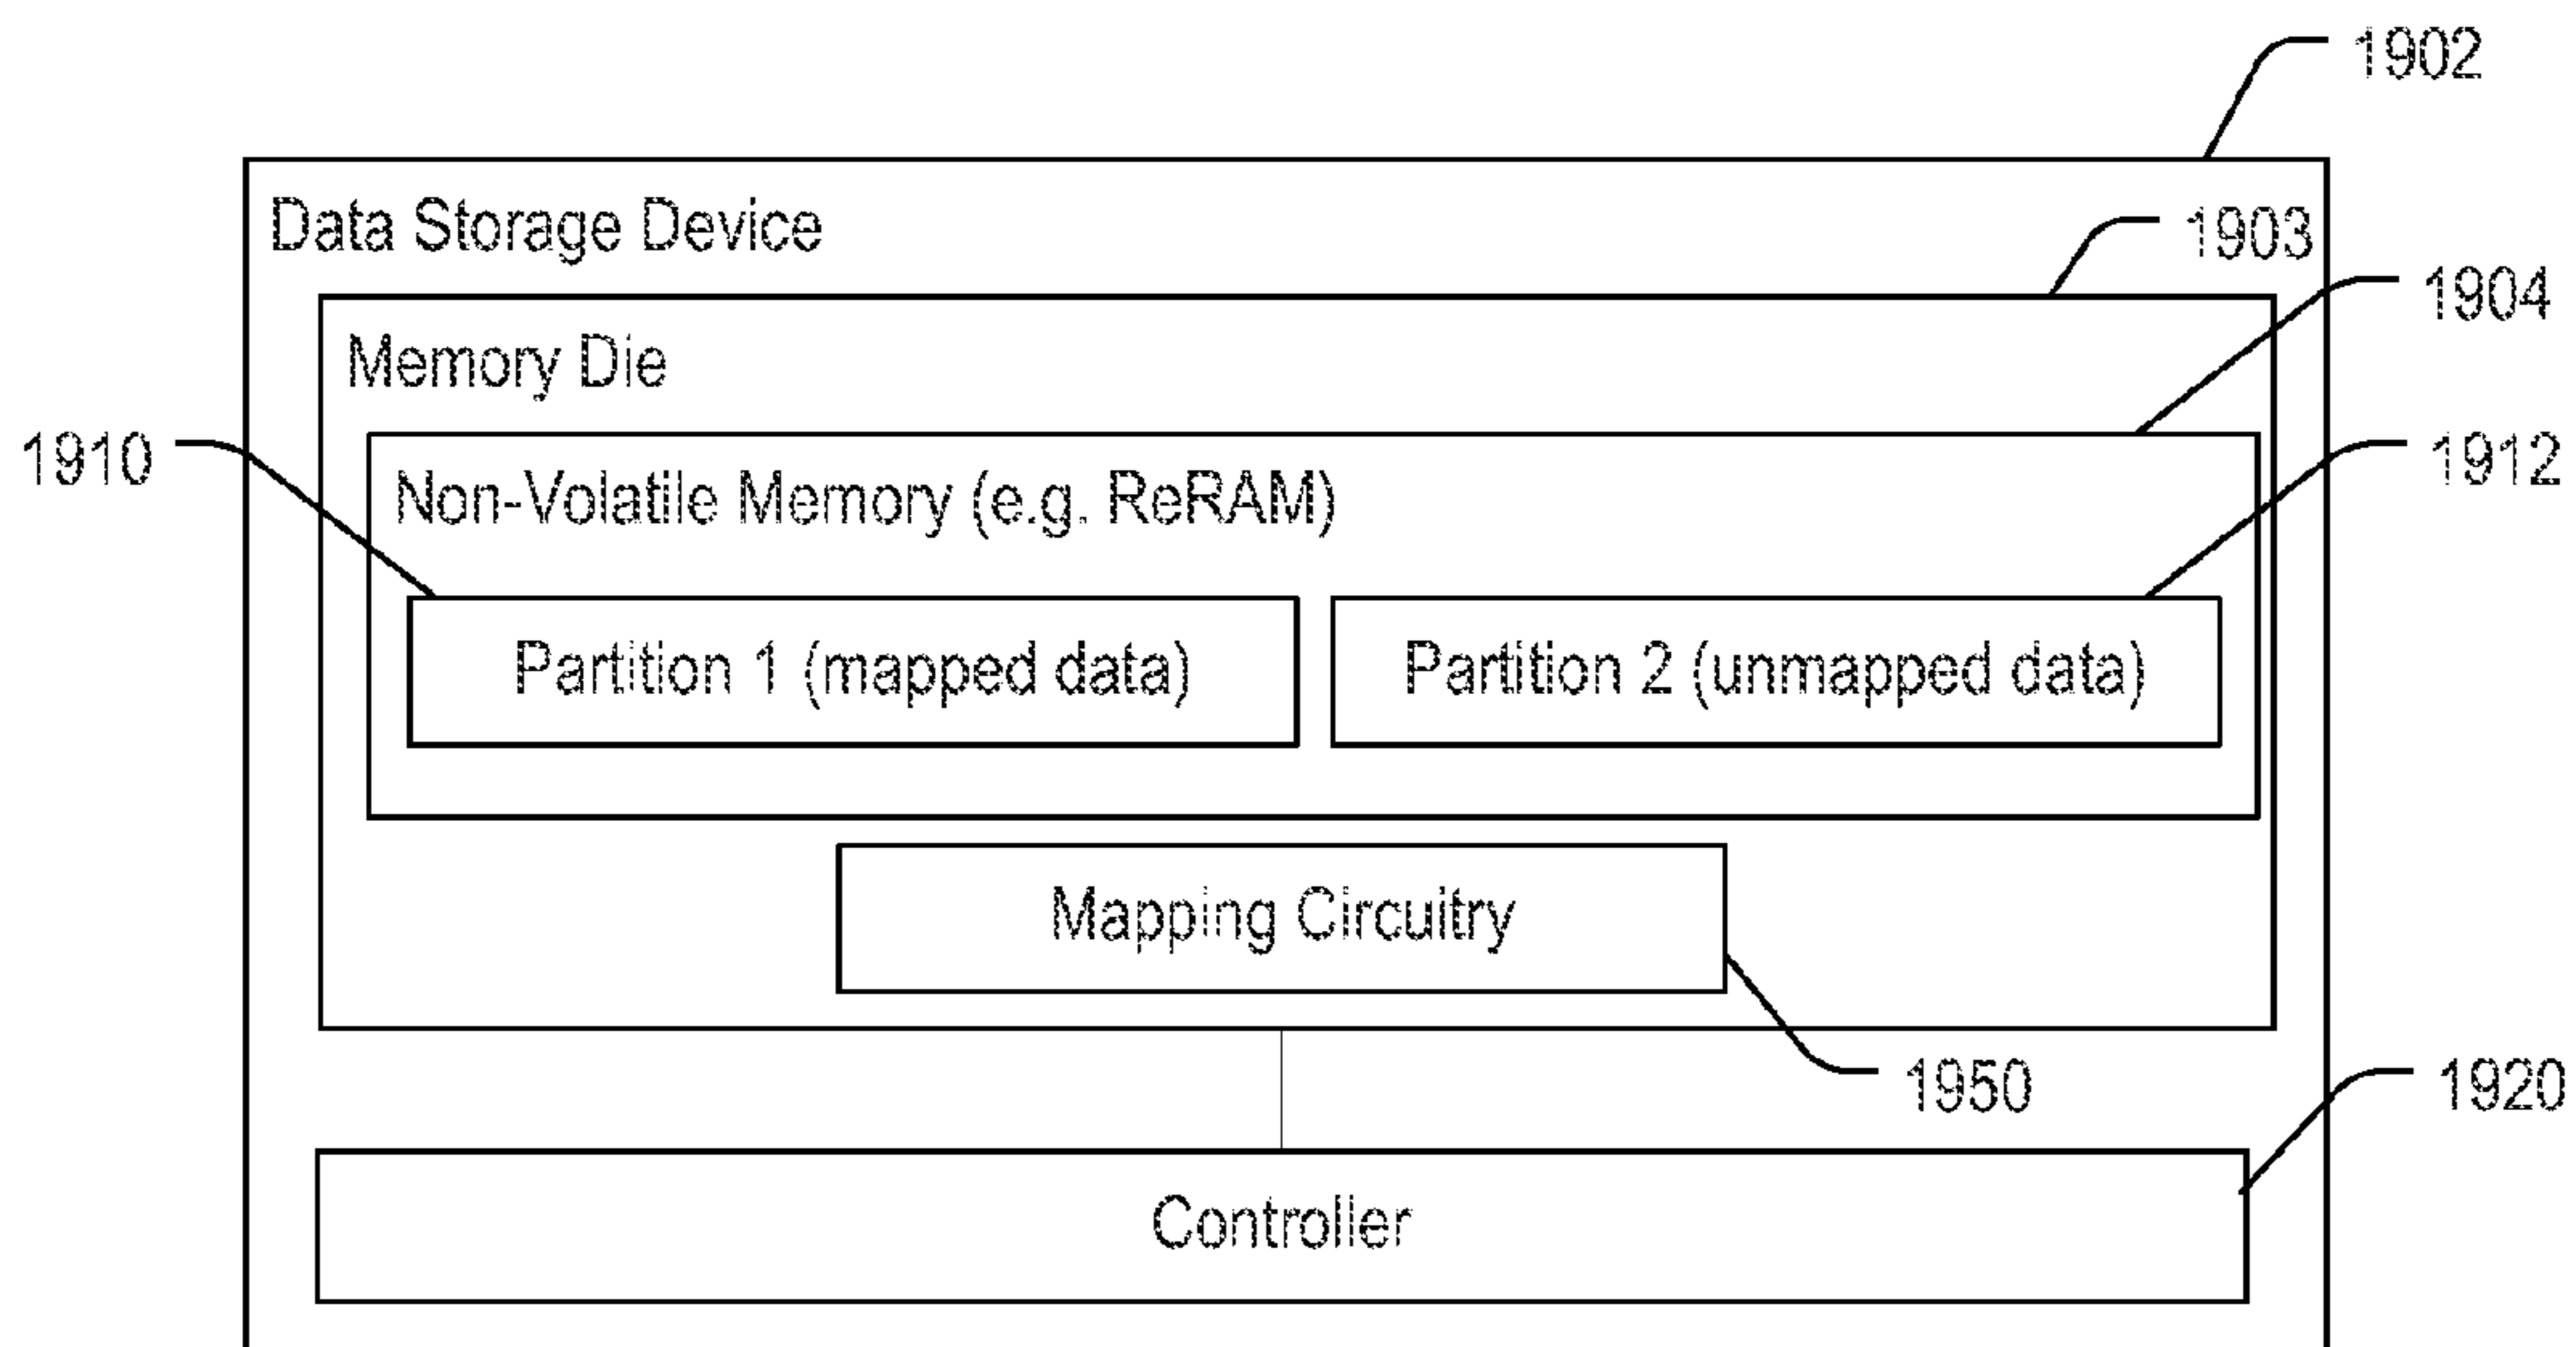 1902
Data Storage Device
1903
1904
Memory Die
1910
1912
Non-Volatile Memory (e.g. ReRAM)
Partition 1 (mapped data)
Partition 2 (unmapped data)
Mapping Circuitry
1950
1920
Controller